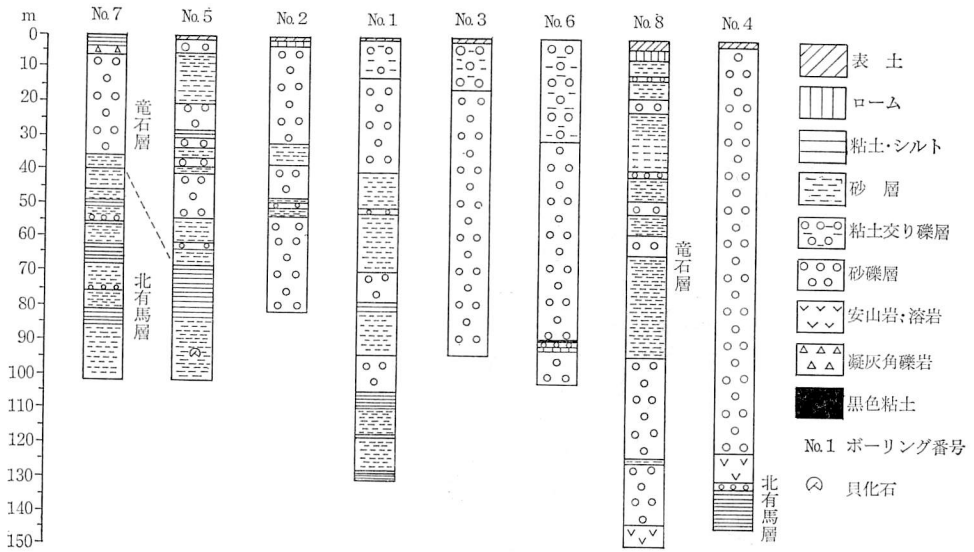 m
No.7
No.5
No.2
No.1
No.3
No.6
No.8
No.4
0
10
20
30
40
50
60
70
80
90
100
110
120
130
140
150
竜石層
北有馬層
竜石層
北有馬層
表土
ローム
粘土・シルト
砂層
粘土交り礫層
砂礫層
安山岩;溶岩
凝灰角礫岩
黒色粘土
No.1 ボーリング番号
貝化石